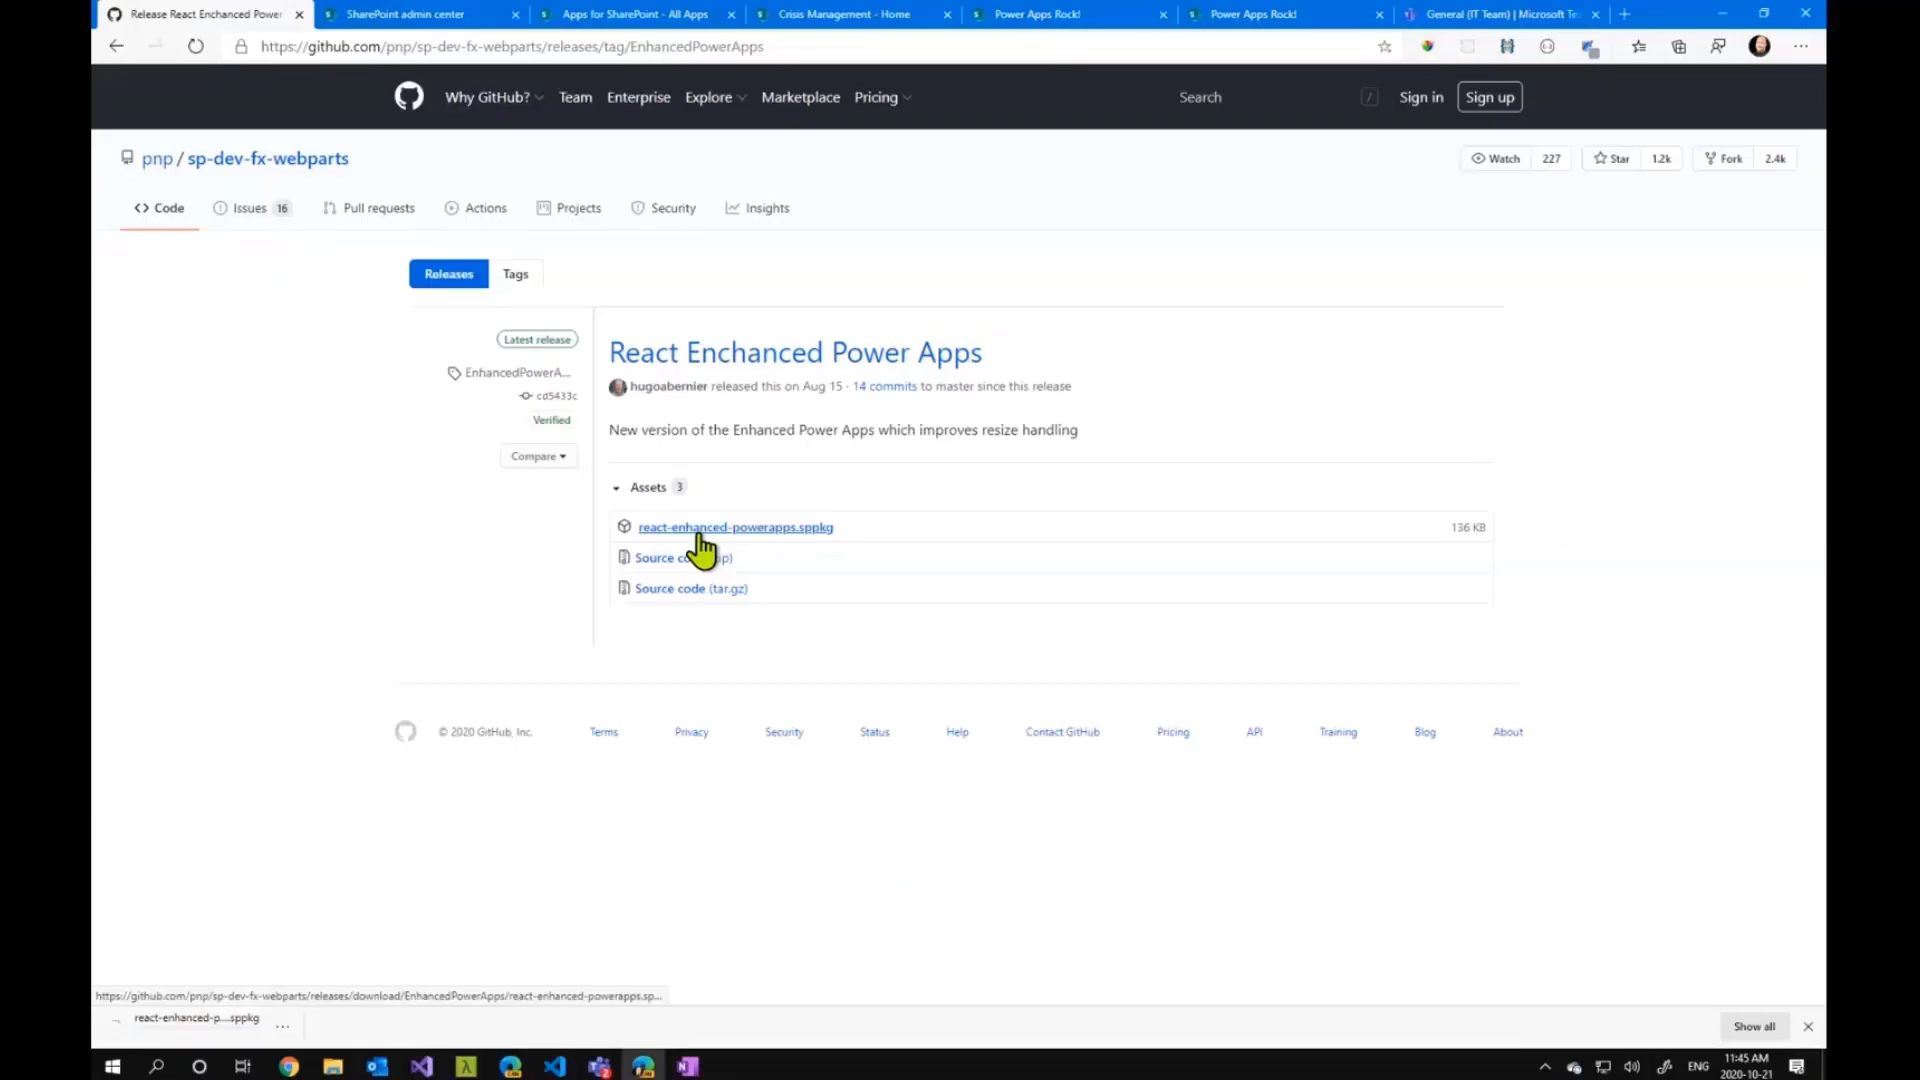 Release React Enchanced Power
SharePoint admin center
Apps for SharePoint - All Apps
Crisis Management - Home
Power Apps Rock!
Power Apps Rock!
General (IT Team) | Microsoft Te
https://github.com/pnp/sp-dev-fx-webparts/releases/tag/EnhancedPowerApps
Why GitHub?
Team
Enterprise
Explore
Marketplace
Pricing
Search
/
Sign in
Sign up
pnp / sp-dev-fx-webparts
Watch 227
Star 1.2k
Fork 2.4k
Code
Issues 16
Pull requests
Actions
Projects
Security
Insights
Releases
Tags
Latest release
EnhancedPowerA...
cd5433c
Verified
Compare
React Enchanced Power Apps
hugoabernier released this on Aug 15 · 14 commits to master since this release
New version of the Enhanced Power Apps which improves resize handling
Assets 3
react-enhanced-powerapps.sppkg
136 KB
Source
Source code (tar.gz)
© 2020 GitHub, Inc.
Terms
Privacy
Security
Status
Help
Contact GitHub
Pricing
API
Training
Blog
About
https://github.com/pnp/sp-dev-fx-webparts/releases/download/EnhancedPowerApps/react-enhanced-powerapps.sp...
react-enhanced-p....sppkg
...
Show all
ENG
11:45 AM
2020-10-21